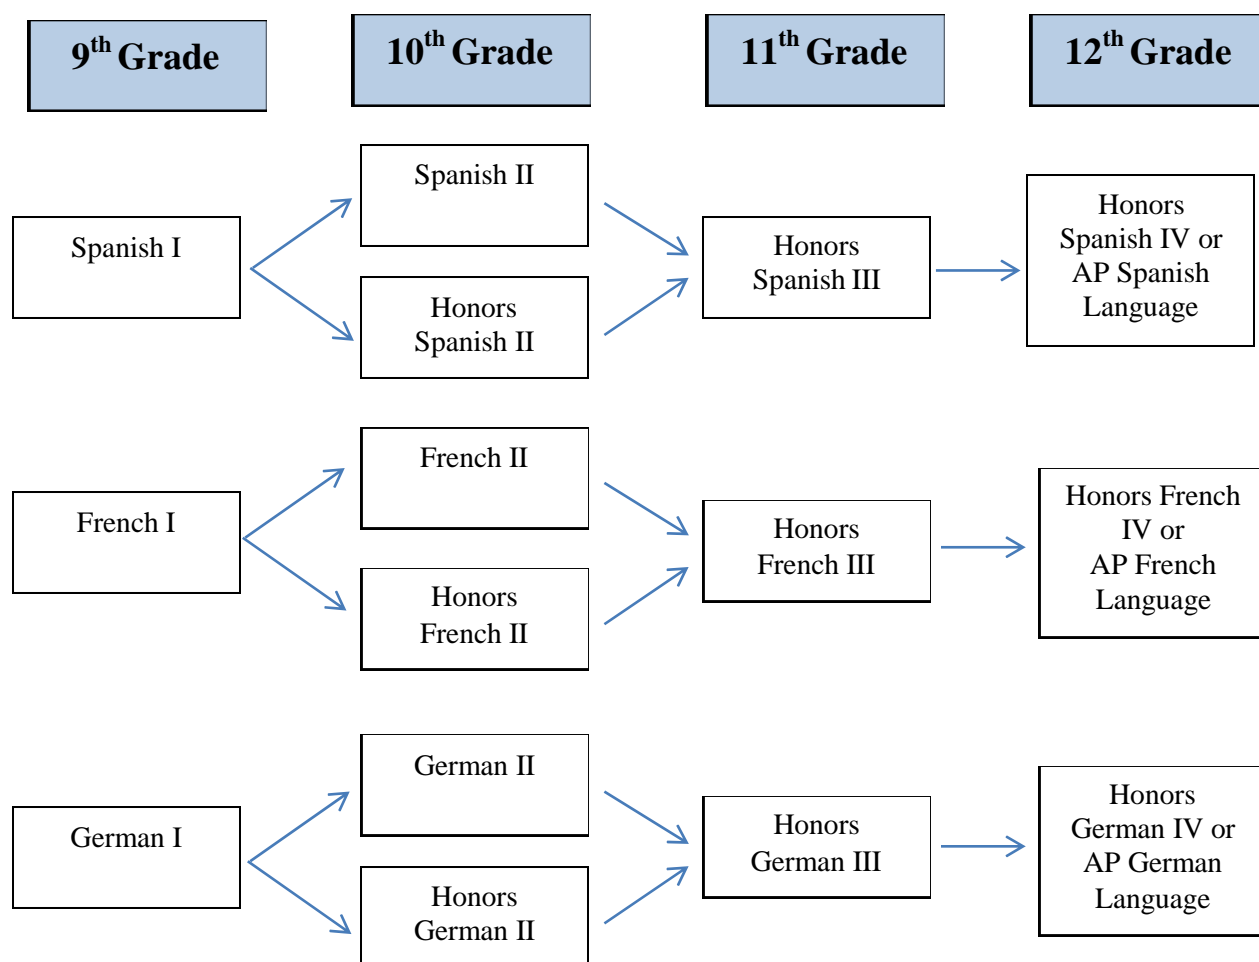 9th Grade
10th Grade
11th Grade
12th Grade
Spanish I
Spanish II
Honors
Spanish II
Honors
Spanish III
Honors
Spanish IV or
AP Spanish
Language
French I
French II
Honors
French II
Honors
French III
Honors French
IV or
AP French
Language
German I
German II
Honors
German II
Honors
German III
Honors
German IV or
AP German
Language